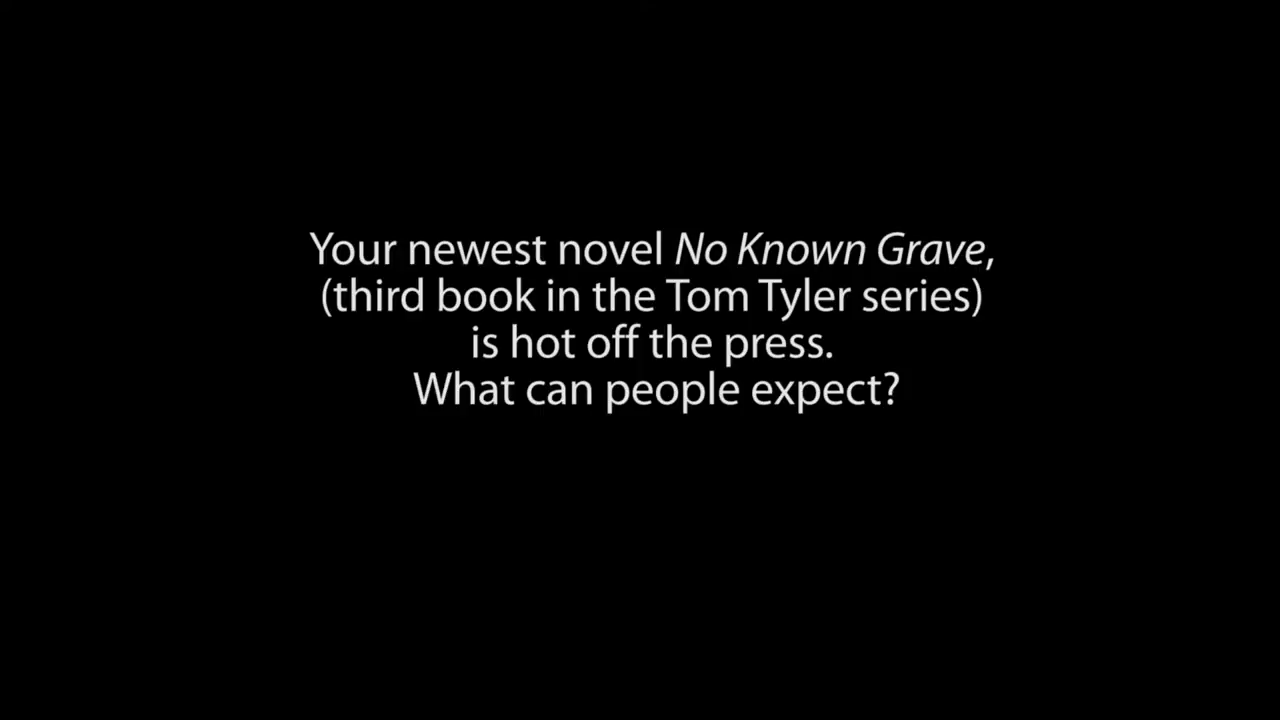 Your newest novel No Known Grave,
(third book in the Tom Tyler series)
is hot off the press.
What can people expect?